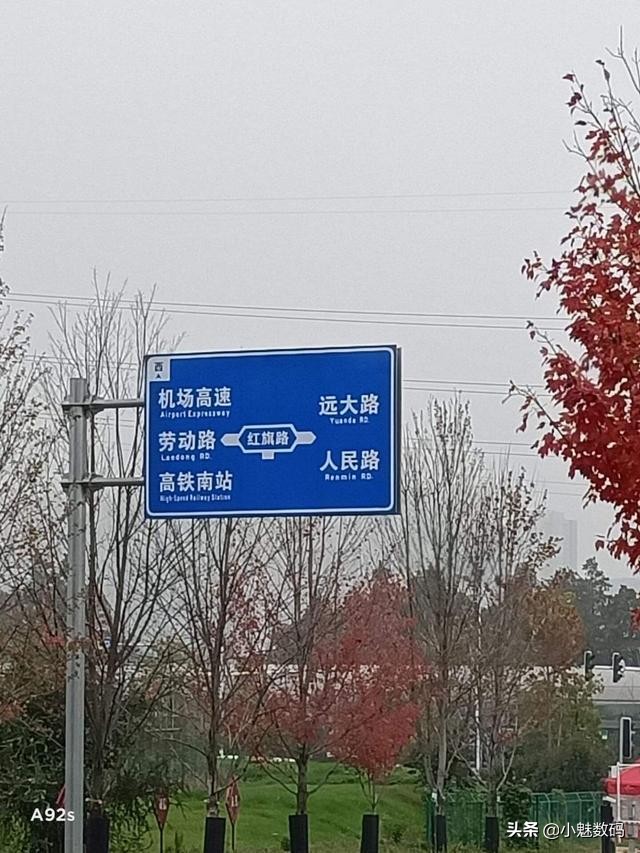 西
机场高速
Airport Expressway
劳动路
Laodong RD.
高铁南站
High-Speed Railway Station
红旗路
远大路
Yuanda RD.
人民路
Renmin RD.
A92s
头条 @小魅数码